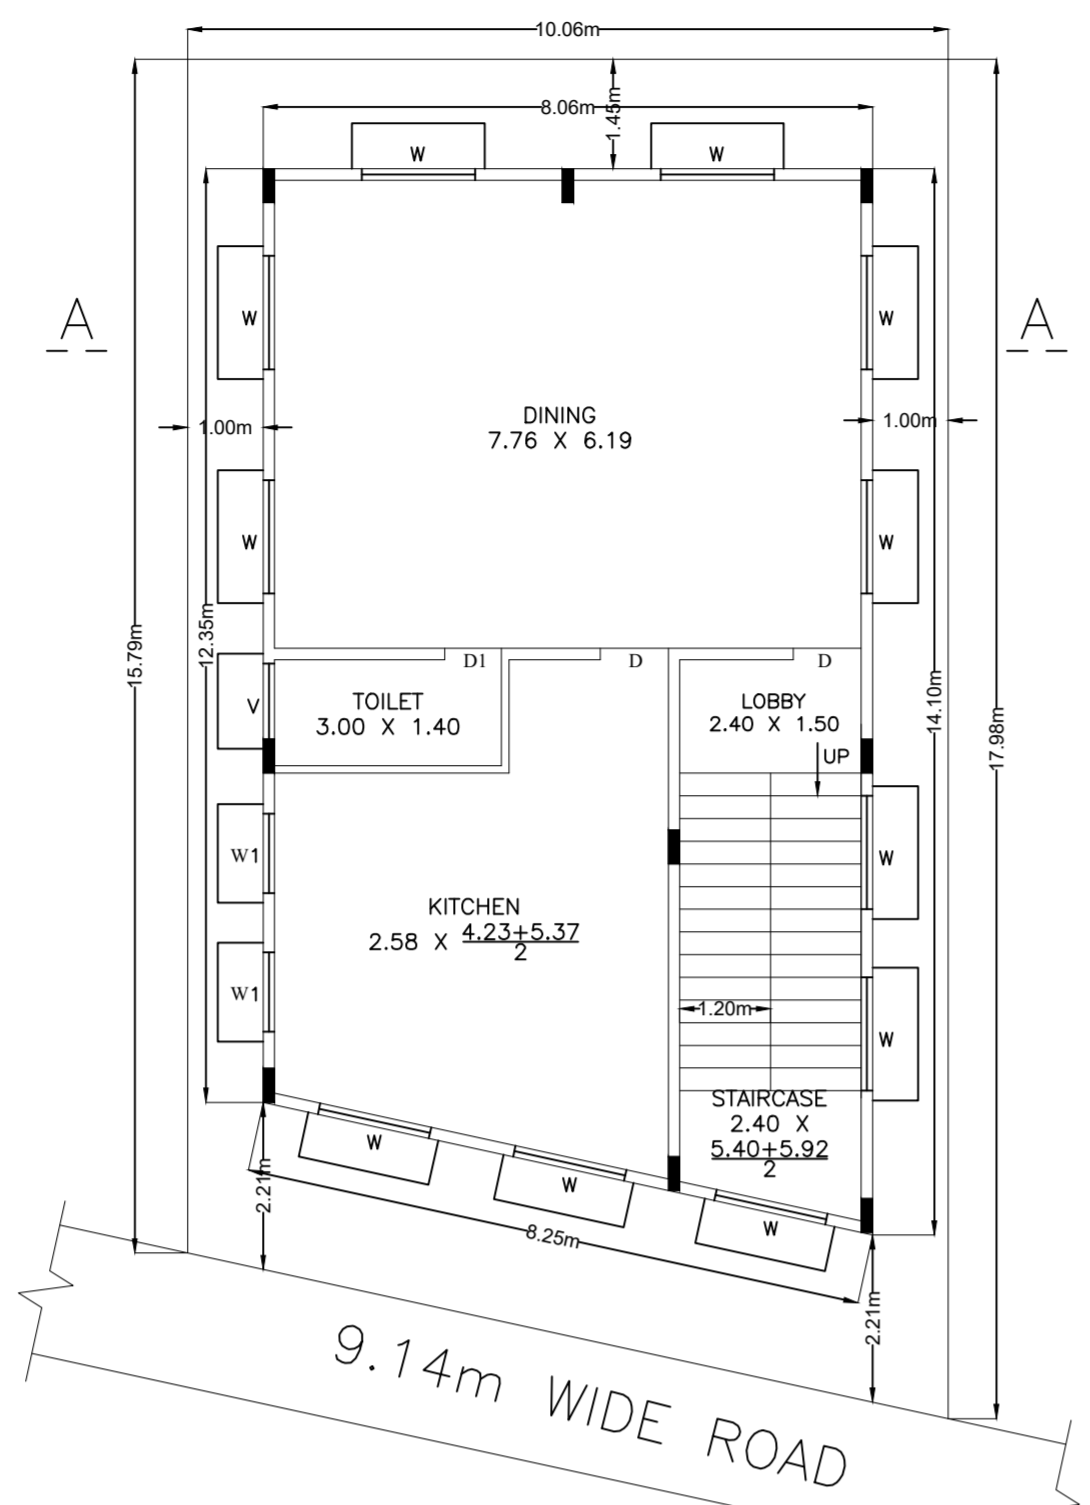 10.06m
8.06m
1.45m
W
W
W
W
A
A
DINING
7.76 X 6.19
1.00m
1.00m
W
W
12.35m
15.79m
14.10m
17.98m
D1
D
D
TOILET
3.00 X 1.40
LOBBY
2.40 X 1.50
V
UP
W1
W
KITCHEN
2.58 X 4.23+5.37
2
W1
1.20m
W
STAIRCASE
2.40 X
5.40+5.92
2
W
W
W
2.21m
8.25m
2.21m
9.14m WIDE ROAD